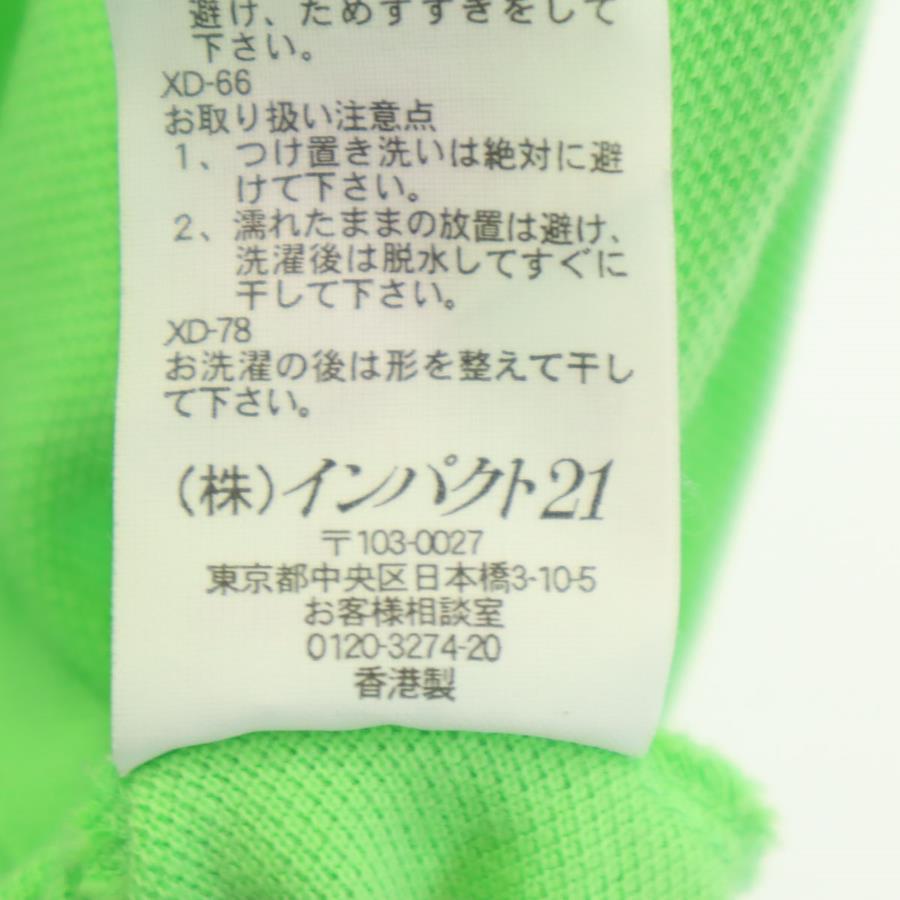 避け、ためすすぎをして
下さい。
XD-66
お取り扱い注意点
1、つけ置き洗いは絶対に避
けて下さい。
2、濡れたままの放置は避け、
洗濯後は脱水してすぐに
干して下さい。
XD-78
お洗濯の後は形を整えて干し
て下さい。
(株)インパクト21
〒103-0027
東京都中央区日本橋3-10-5
お客様相談室
0120-3274-20
香港製